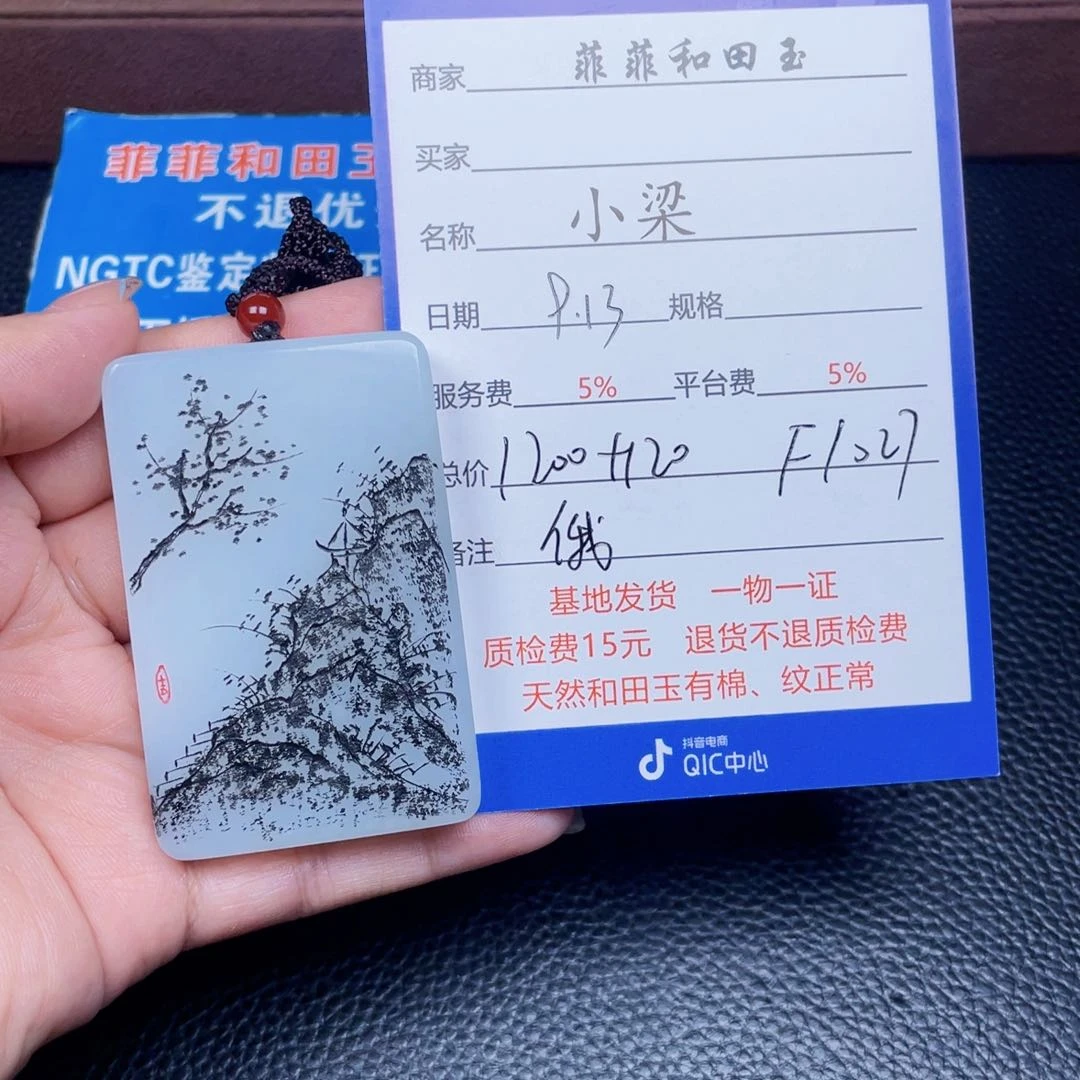 菲菲和田玉
不退优
NGTC鉴定
商家 菲菲和田玉
买家
名称 小梁
日期 P.13 规格
服务费 5% 平台费 5%
总价 1200+120 F1027
备注 俄
基地发货 一物一证
质检费15元 退货不退质检费
天然和田玉有棉、纹正常
抖音电商
QIC中心